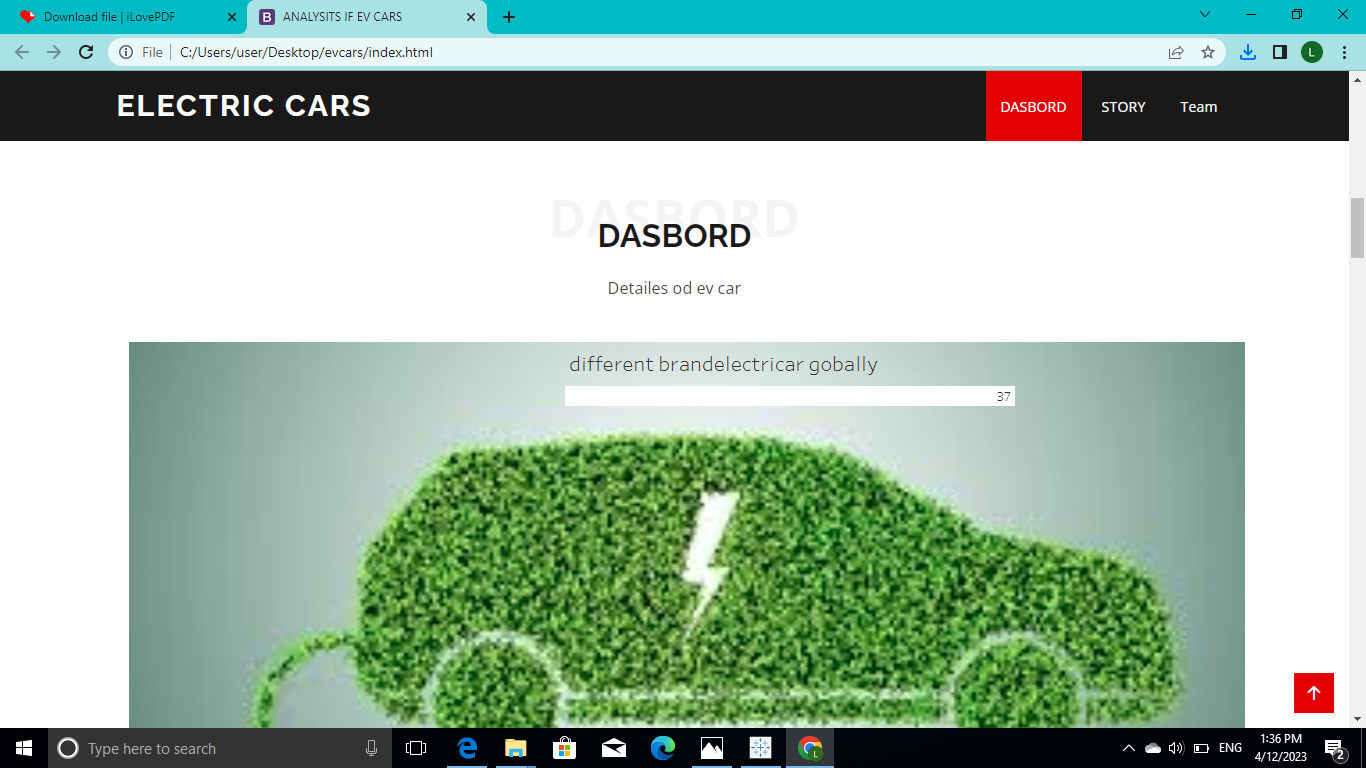 Download file | iLovePDF
ANALYSITS IF EV CARS
File
C:/Users/user/Desktop/evcars/index.html
L
ELECTRIC CARS
DASBORD
STORY
Team
DASBORD
DASBORD
Detailes od ev car
different brandelectricar gobally
37
Type here to search
L
ENG
1:36 PM
4/12/2023
2